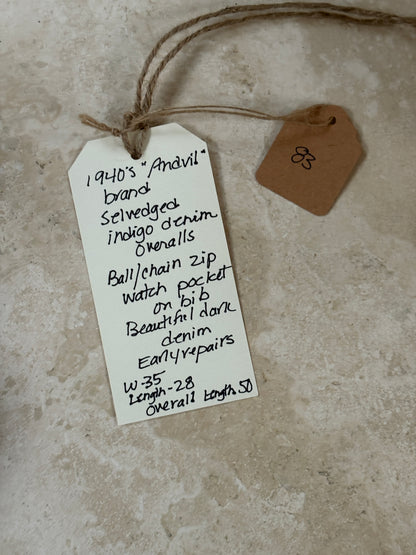 1940's "Anavil"
brand
Selvedged
indigo denim
Overalls
Ball/chain zip
watch pocket
on bib
Beautiful dark
denim
Early repairs
W-35
Length-28
Overall Length 50
83